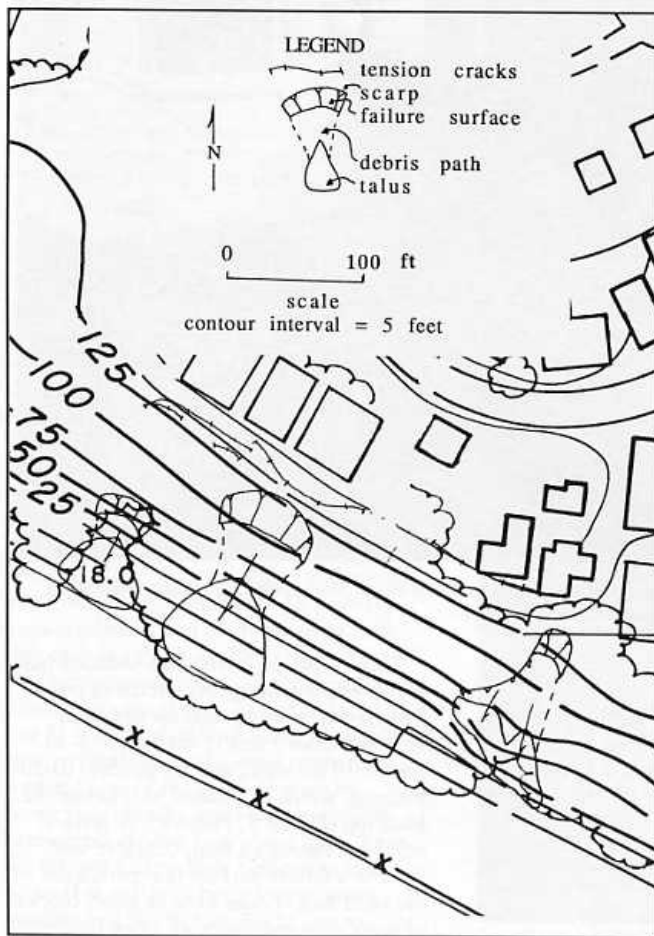 LEGEND
tension cracks
scarp
failure surface
N
debris path
talus
0 100 ft
scale
contour interval = 5 feet
125
100
75
50
25
18.0
X
X
X